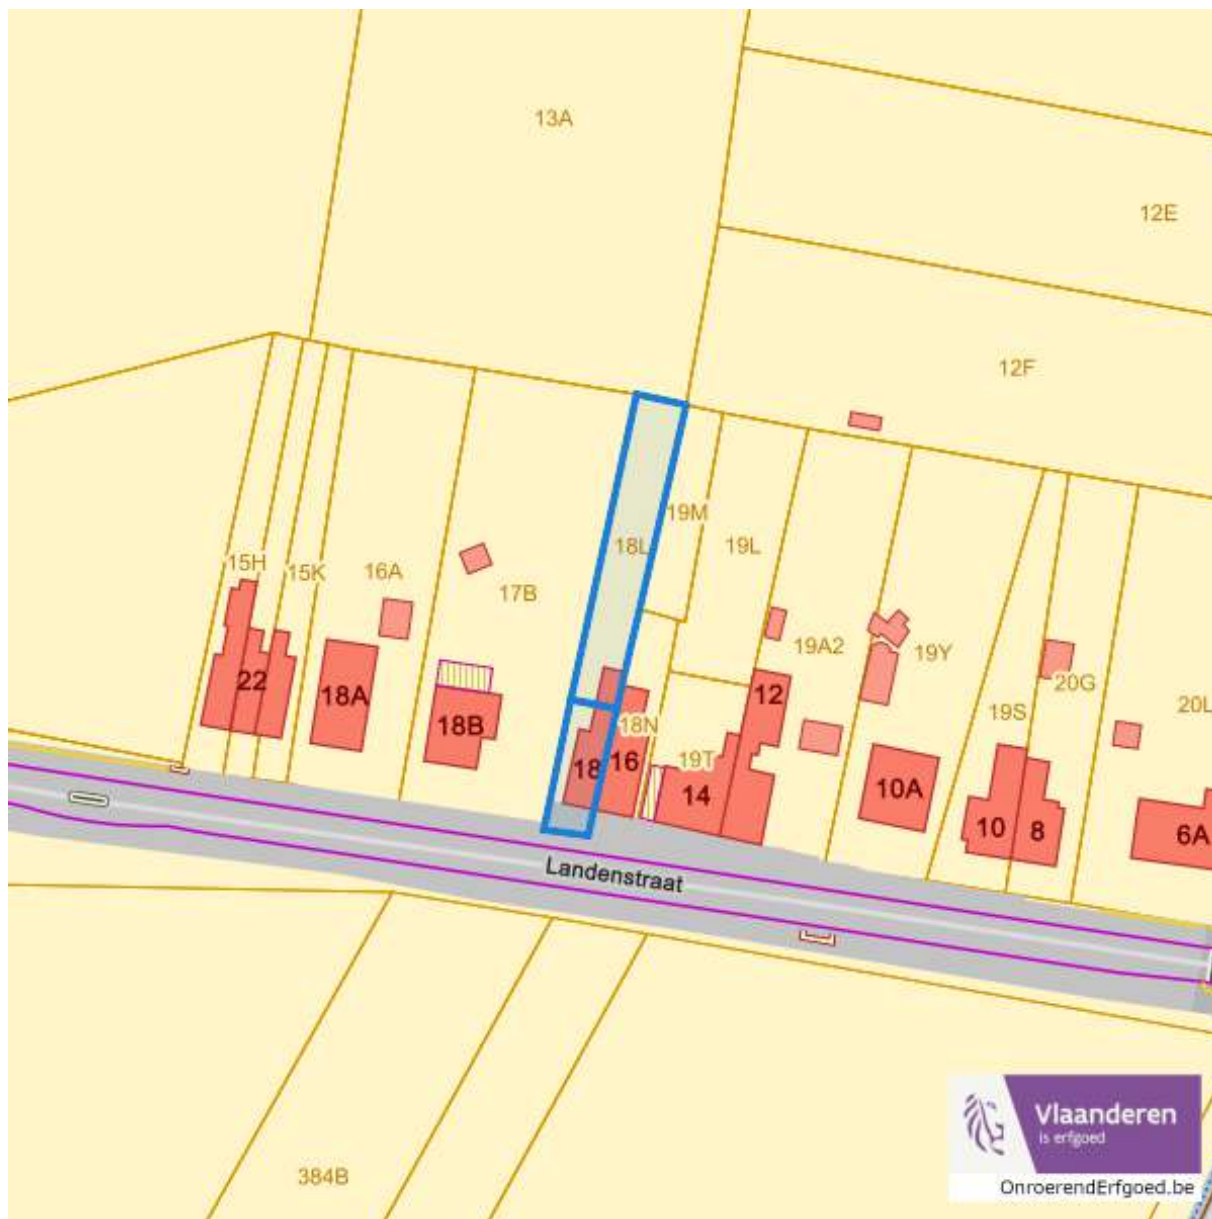 13A
12E
12F
19M
18L
19L
15H
15K
16A
17B
19A2
19Y
20G
22
18A
18B
12
19S
20L
18N
18
16
19T
14
10A
10
8
6A
Landenstraat
384B
Vlaanderen
is erfgoed
OnroerendErfgoed.be